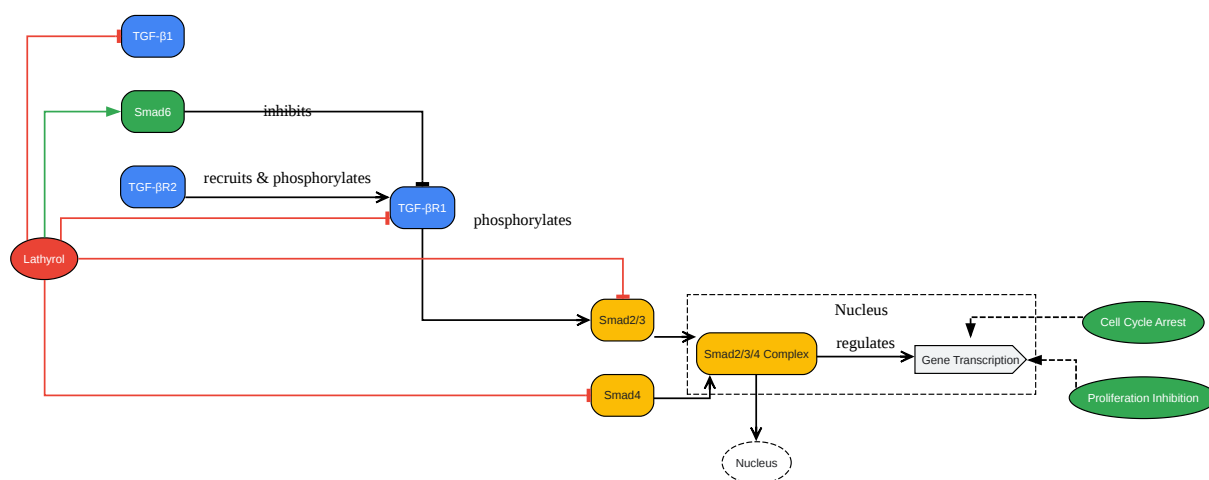 TGF-β1
Smad6
inhibits
TGF-βR2
recruits & phosphorylates
TGF-βR1
phosphorylates
Lathyrol
Smad2/3
Nucleus
Cell Cycle Arrest
regulates
Smad2/3/4 Complex
Gene Transcription
Smad4
Proliferation Inhibition
Nucleus